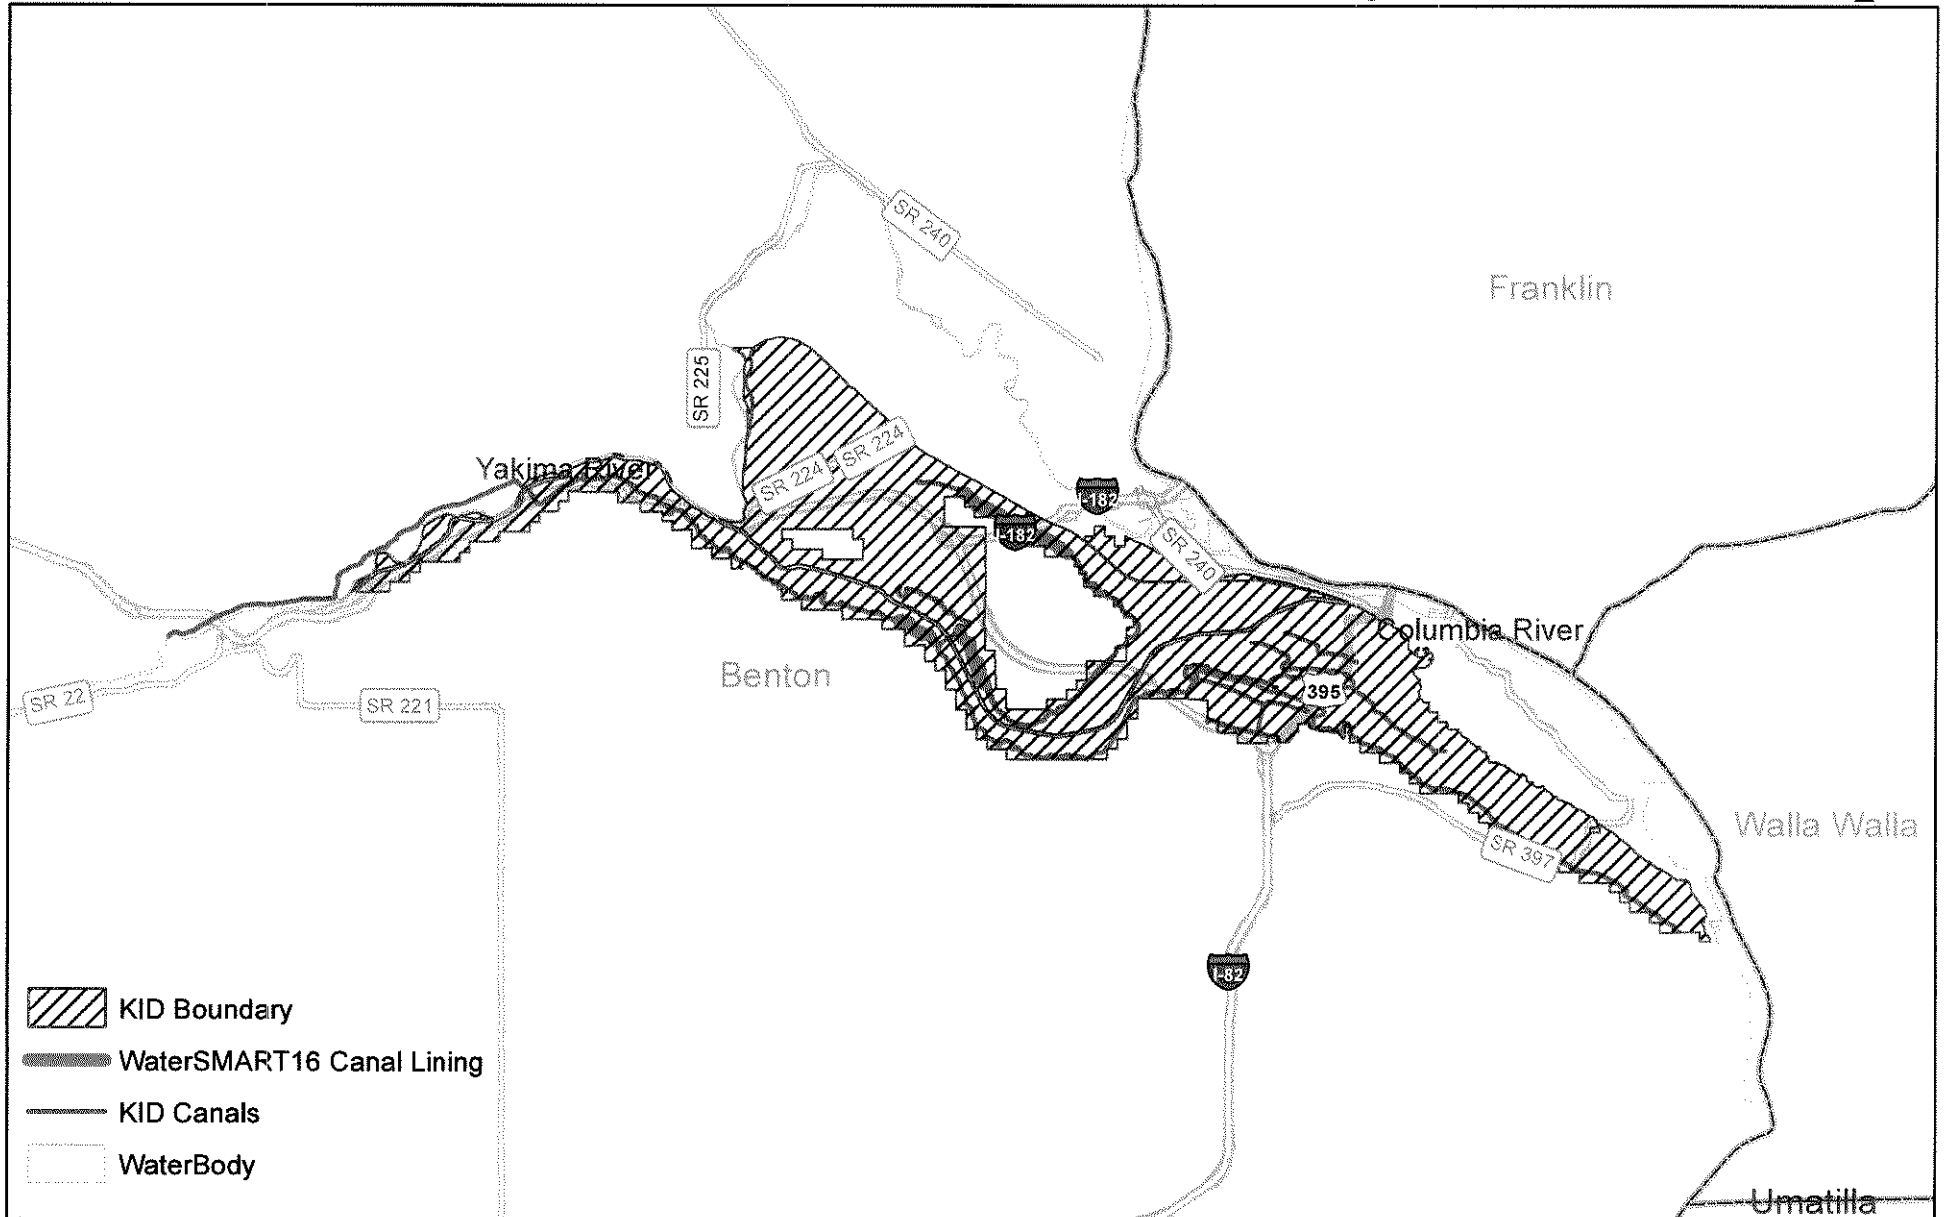 SR 240
Franklin
SR 225
SR 224
SR 224
Yakima River
I-182
I-182
SR 240
Columbia River
Benton
SR 22
SR 221
395
Walla Walla
SR 397
I-82
KID Boundary
WaterSMART16 Canal Lining
KID Canals
WaterBody
Umatilla